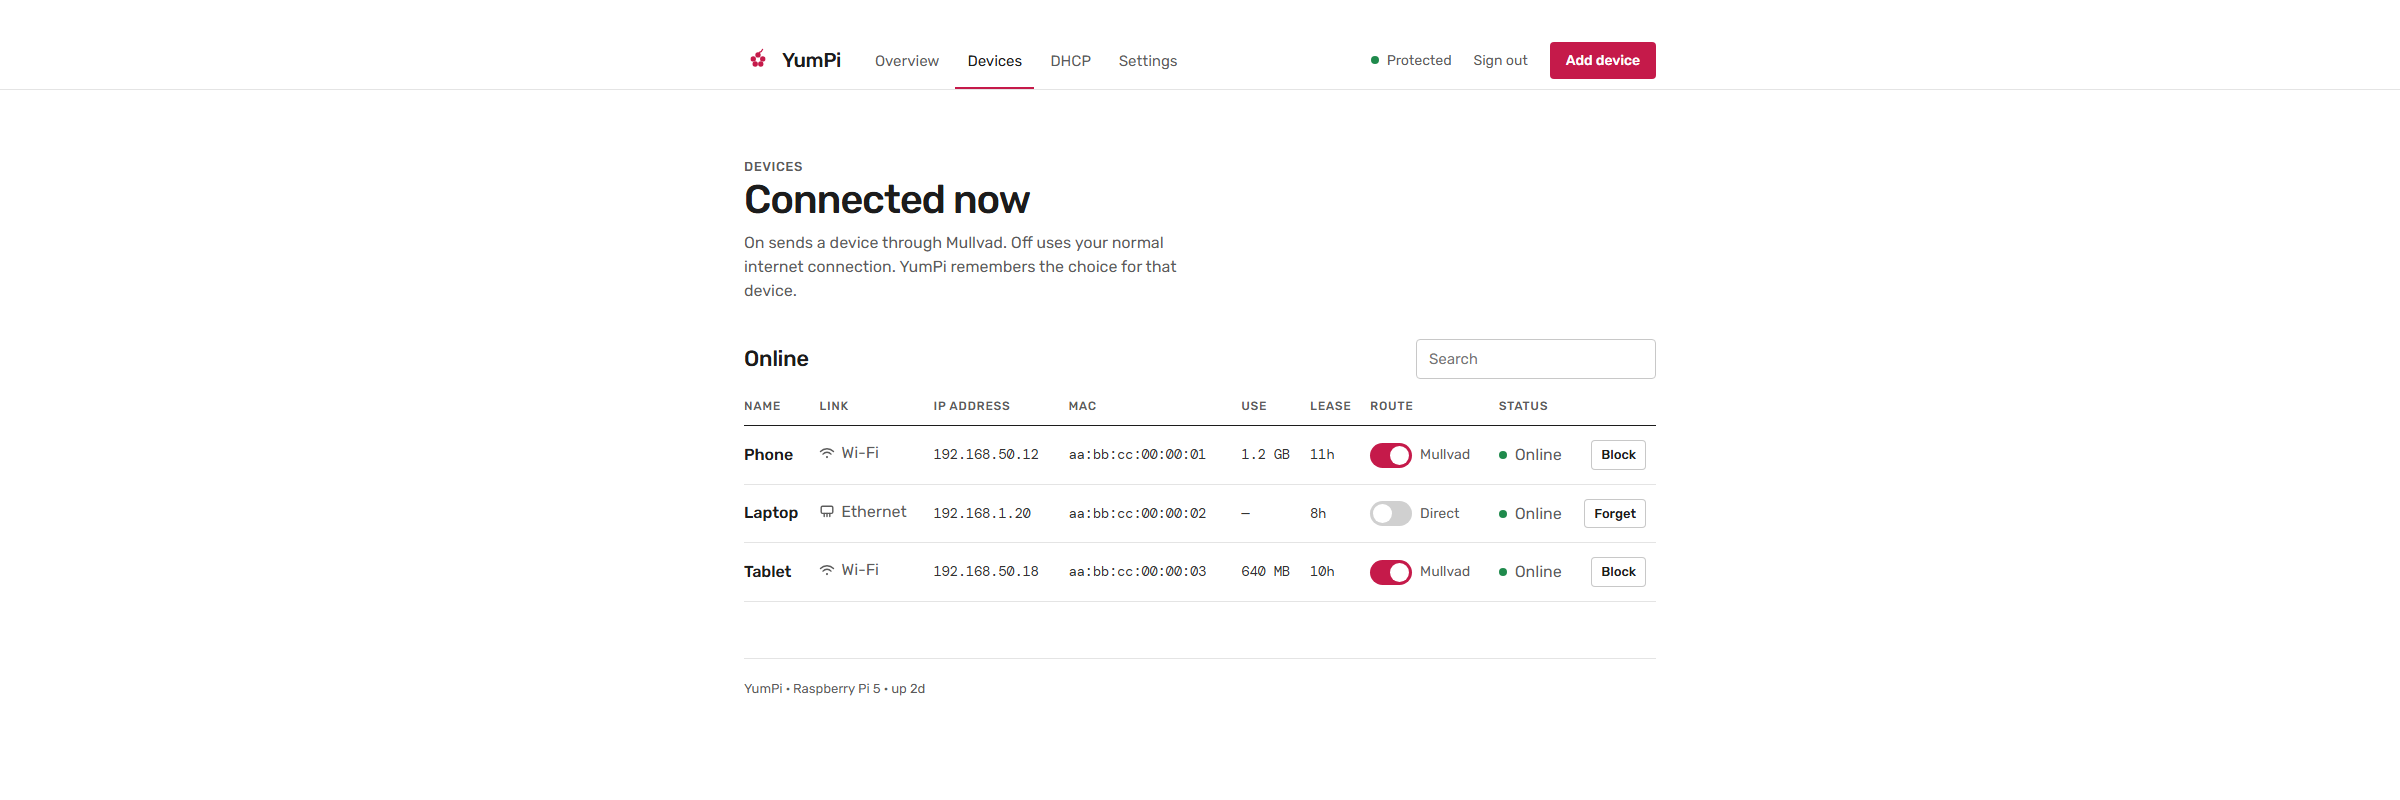 YumPi Overview Devices DHCP Settings Protected Sign out Add device
DEVICES
Connected now
On sends a device through Mullvad. Off uses your normal
internet connection. YumPi remembers the choice for that
device.
Online Search
NAME LINK IP ADDRESS MAC USE LEASE ROUTE STATUS
Phone Wi-Fi 192.168.50.12 aa:bb:cc:00:00:01 1.2 GB 11h Mullvad Online Block
Laptop Ethernet 192.168.1.20 aa:bb:cc:00:00:02 — 8h Direct Online Forget
Tablet Wi-Fi 192.168.50.18 aa:bb:cc:00:00:03 640 MB 10h Mullvad Online Block
YumPi • Raspberry Pi 5 • up 2d